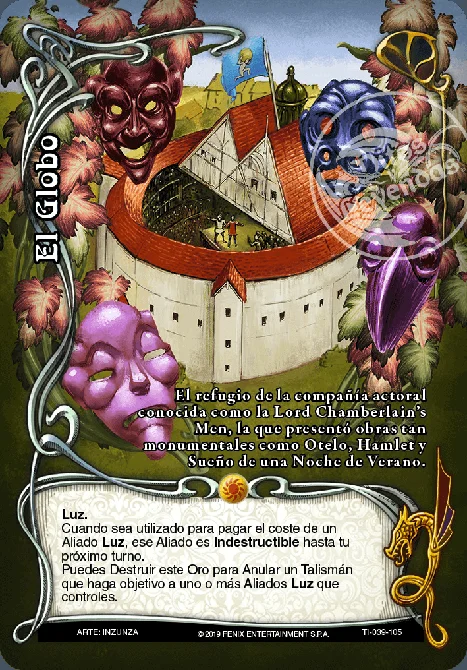 El Globo
El refugio de la compañía actoral
conocida como la Lord Chamberlain's
Men, la que presentó obras tan
monumentales como Otelo, Hamlet y
Sueño de una Noche de Verano.
Luz.
Cuando sea utilizado para pagar el coste de un
Aliado Luz, ese Aliado es Indestructible hasta tu
próximo turno.
Puedes Destruir este Oro para Anular un Talismán
que haga objetivo a uno o más Aliados Luz que
controles.
ARTE: INZUNZA
©2019 FENIX ENTERTAINMENT S.P.A.
TI-039-105